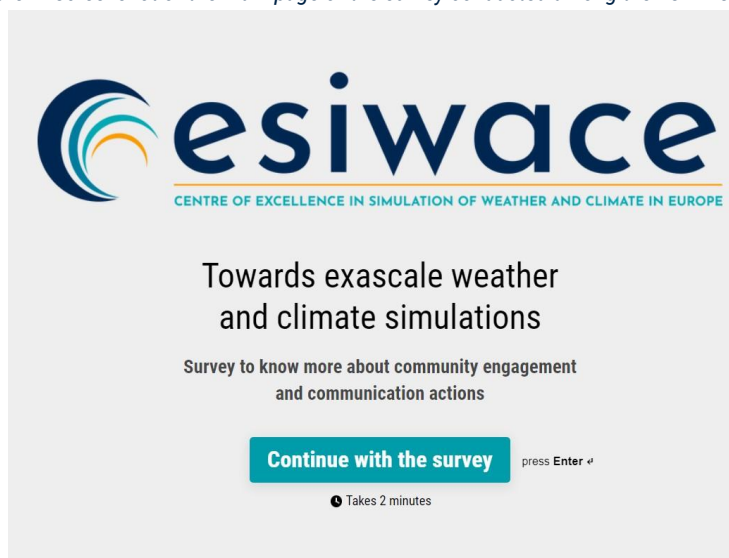 esiwace
CENTRE OF EXCELLENCE IN SIMULATION OF WEATHER AND CLIMATE IN EUROPE
Towards exascale weather
and climate simulations
Survey to know more about community engagement
and communication actions
Continue with the survey
press Enter ↵
Takes 2 minutes